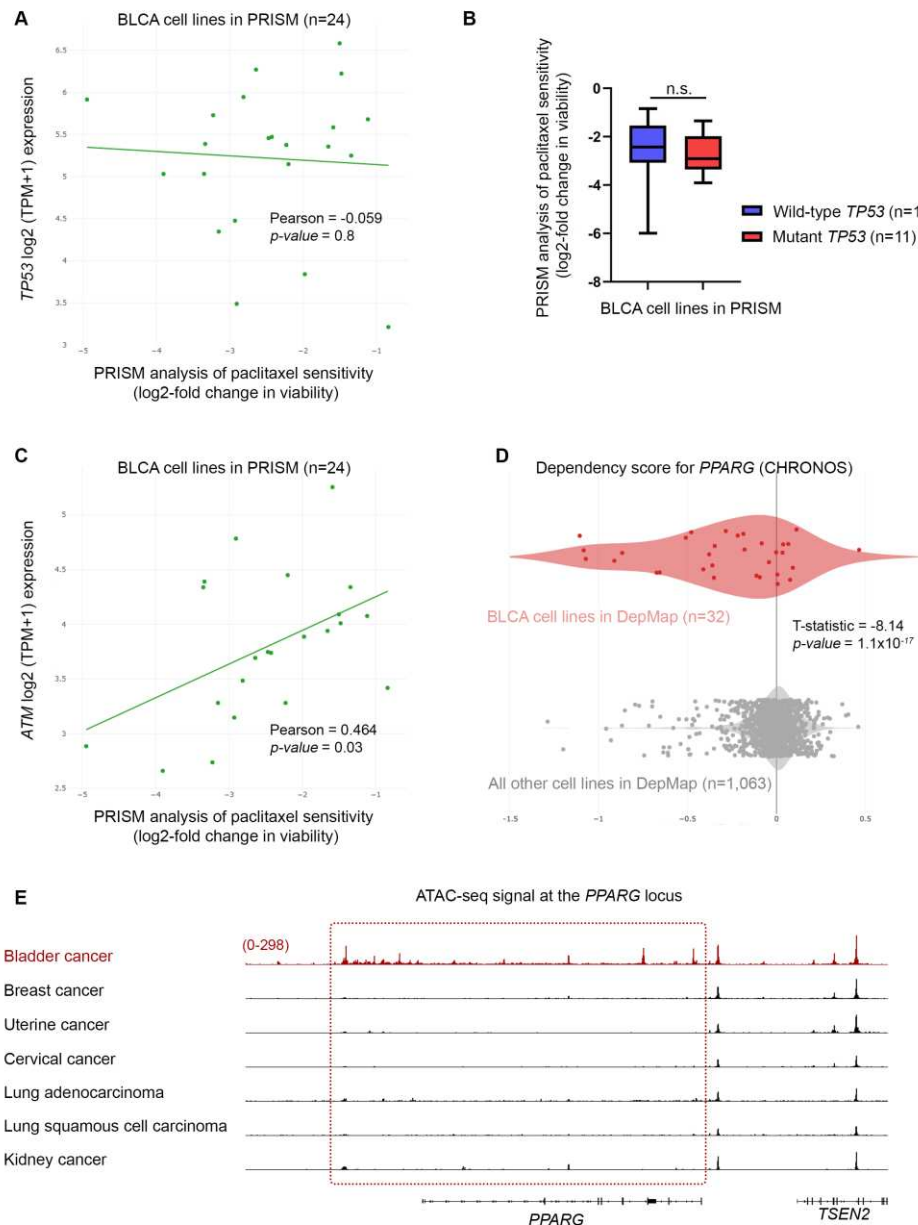 A
BLCA cell lines in PRISM (n=24)
TP53 log2 (TPM+1) expression
6.5
6
5.5
5
4.5
4
3.5
3
Pearson = -0.059
p-value = 0.8
−5
−4
−3
−2
−1
PRISM analysis of paclitaxel sensitivity
(log2-fold change in viability)
B
PRISM analysis of paclitaxel sensitivity
(log2-fold change in viability)
0
-2
-4
-6
-8
n.s.
Wild-type TP53 (n=1
Mutant TP53 (n=11)
BLCA cell lines in PRISM
C
BLCA cell lines in PRISM (n=24)
ATM log2 (TPM+1) expression
5
4.5
4
3.5
3
2.5
Pearson = 0.464
p-value = 0.03
−5
−4
−3
−2
−1
PRISM analysis of paclitaxel sensitivity
(log2-fold change in viability)
D
Dependency score for PPARG (CHRONOS)
BLCA cell lines in DepMap (n=32)
T-statistic = -8.14
p-value = 1.1x10⁻¹⁷
All other cell lines in DepMap (n=1,063)
−1.5
−1
−0.5
0
0.5
E
ATAC-seq signal at the PPARG locus
(0-298)
Bladder cancer
Breast cancer
Uterine cancer
Cervical cancer
Lung adenocarcinoma
Lung squamous cell carcinoma
Kidney cancer
PPARG
TSEN2